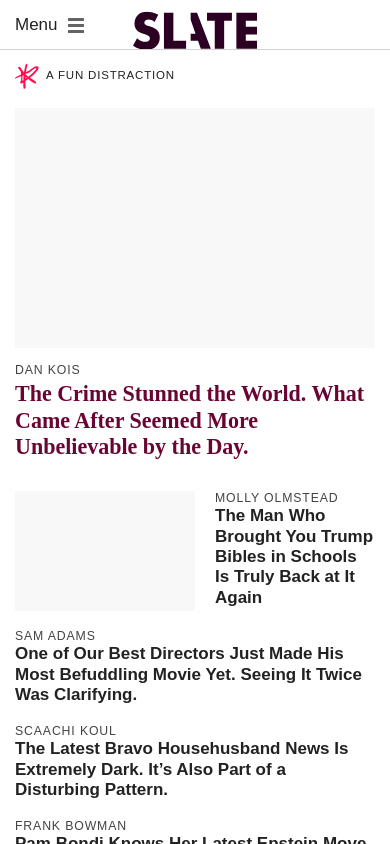 Menu
SLATE
A FUN DISTRACTION
DAN KOIS
The Crime Stunned the World. What
Came After Seemed More
Unbelievable by the Day.
MOLLY OLMSTEAD
The Man Who
Brought You Trump
Bibles in Schools
Is Truly Back at It
Again
SAM ADAMS
One of Our Best Directors Just Made His
Most Befuddling Movie Yet. Seeing It Twice
Was Clarifying.
SCAACHI KOUL
The Latest Bravo Househusband News Is
Extremely Dark. It’s Also Part of a
Disturbing Pattern.
FRANK BOWMAN
Pam Bondi Knows Her Latest Epstein Move